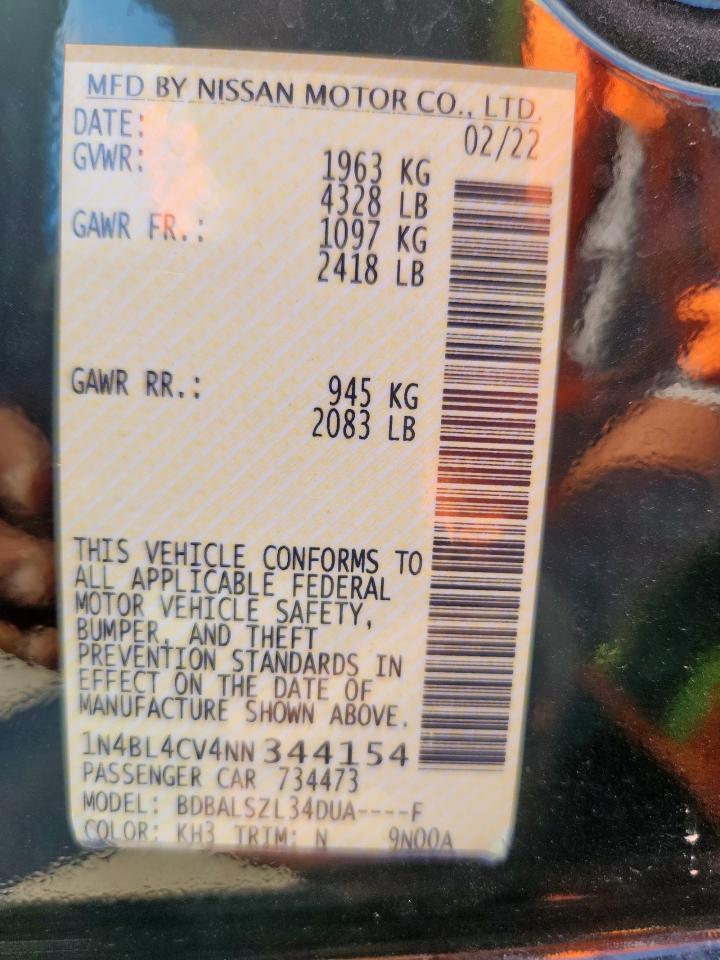 MFD BY NISSAN MOTOR CO., LTD.
DATE: 02/22
GVWR: 1963 KG
4328 LB
GAWR FR.: 1097 KG
2418 LB
GAWR RR.: 945 KG
2083 LB
THIS VEHICLE CONFORMS TO
ALL APPLICABLE FEDERAL
MOTOR VEHICLE SAFETY,
BUMPER, AND THEFT
PREVENTION STANDARDS IN
EFFECT ON THE DATE OF
MANUFACTURE SHOWN ABOVE.
1N4BL4CV4NN 344154
PASSENGER CAR 734473
MODEL: BDBALSZL34DUA----F
COLOR: KH3 TRIM: N 9N00A